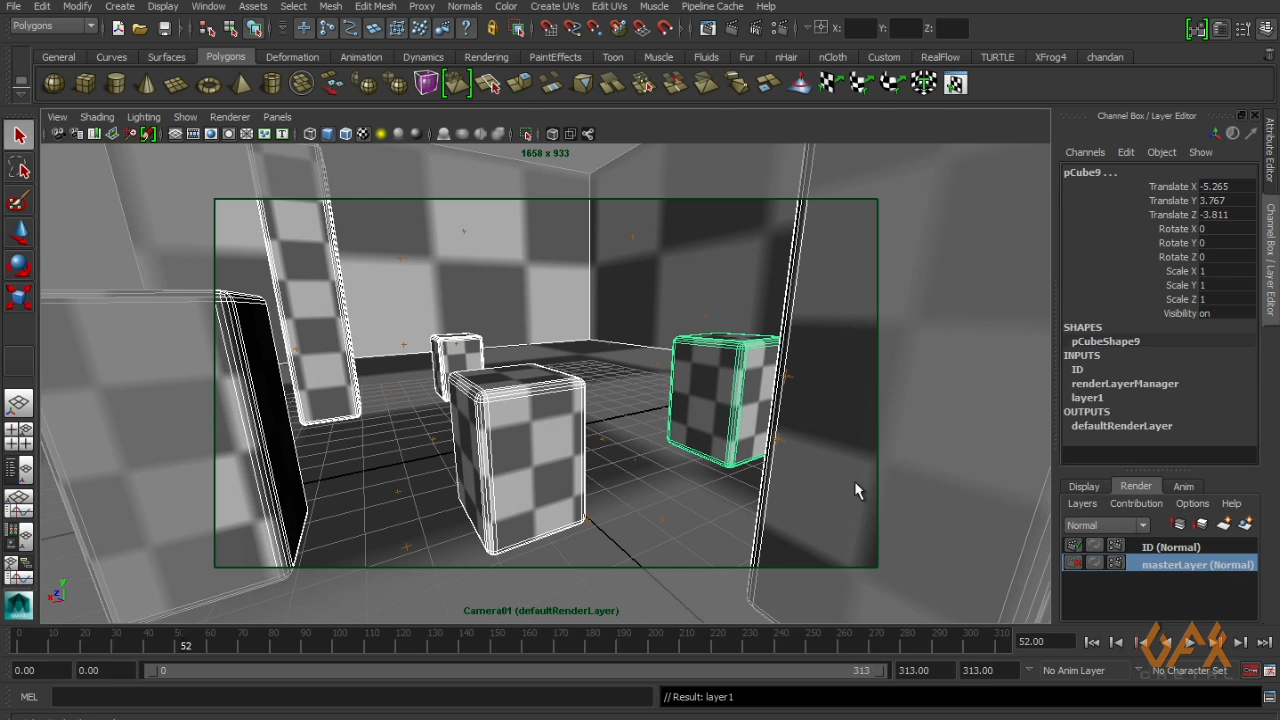 File Edit Modify Create Display Window Assets Select Mesh Edit Mesh Proxy Normals Color Create UVs Edit UVs Muscle Pipeline Cache Help
Polygons X: Y: Z:
General Curves Surfaces Polygons Deformation Animation Dynamics Rendering PaintEffects Toon Muscle Fluids Fur nHair nCloth Custom RealFlow TURTLE XFrog4 chandan
View Shading Lighting Show Renderer Panels
1658 x 933
Camera01 (defaultRenderLayer)
Channel Box / Layer Editor
Channels Edit Object Show
pCube9 ...
Translate X -5.265
Translate Y 3.767
Translate Z -3.811
Rotate X 0
Rotate Y 0
Rotate Z 0
Scale X 1
Scale Y 1
Scale Z 1
Visibility on
SHAPES
pCubeShape9
INPUTS
ID
renderLayerManager
layer1
OUTPUTS
defaultRenderLayer
Attribute Editor
Channel Box / Layer Editor
Display Render Anim
Layers Contribution Options Help
Normal
ID (Normal)
masterLayer (Normal)
0 10 20 30 40 50 60 70 80 90 100 110 120 130 140 150 160 170 180 190 200 210 220 230 240 250 260 270 280 290 300 310
52
52.00
0.00 0.00 0 313 313.00 313.00 No Anim Layer No Character Set
MEL // Result: layer1